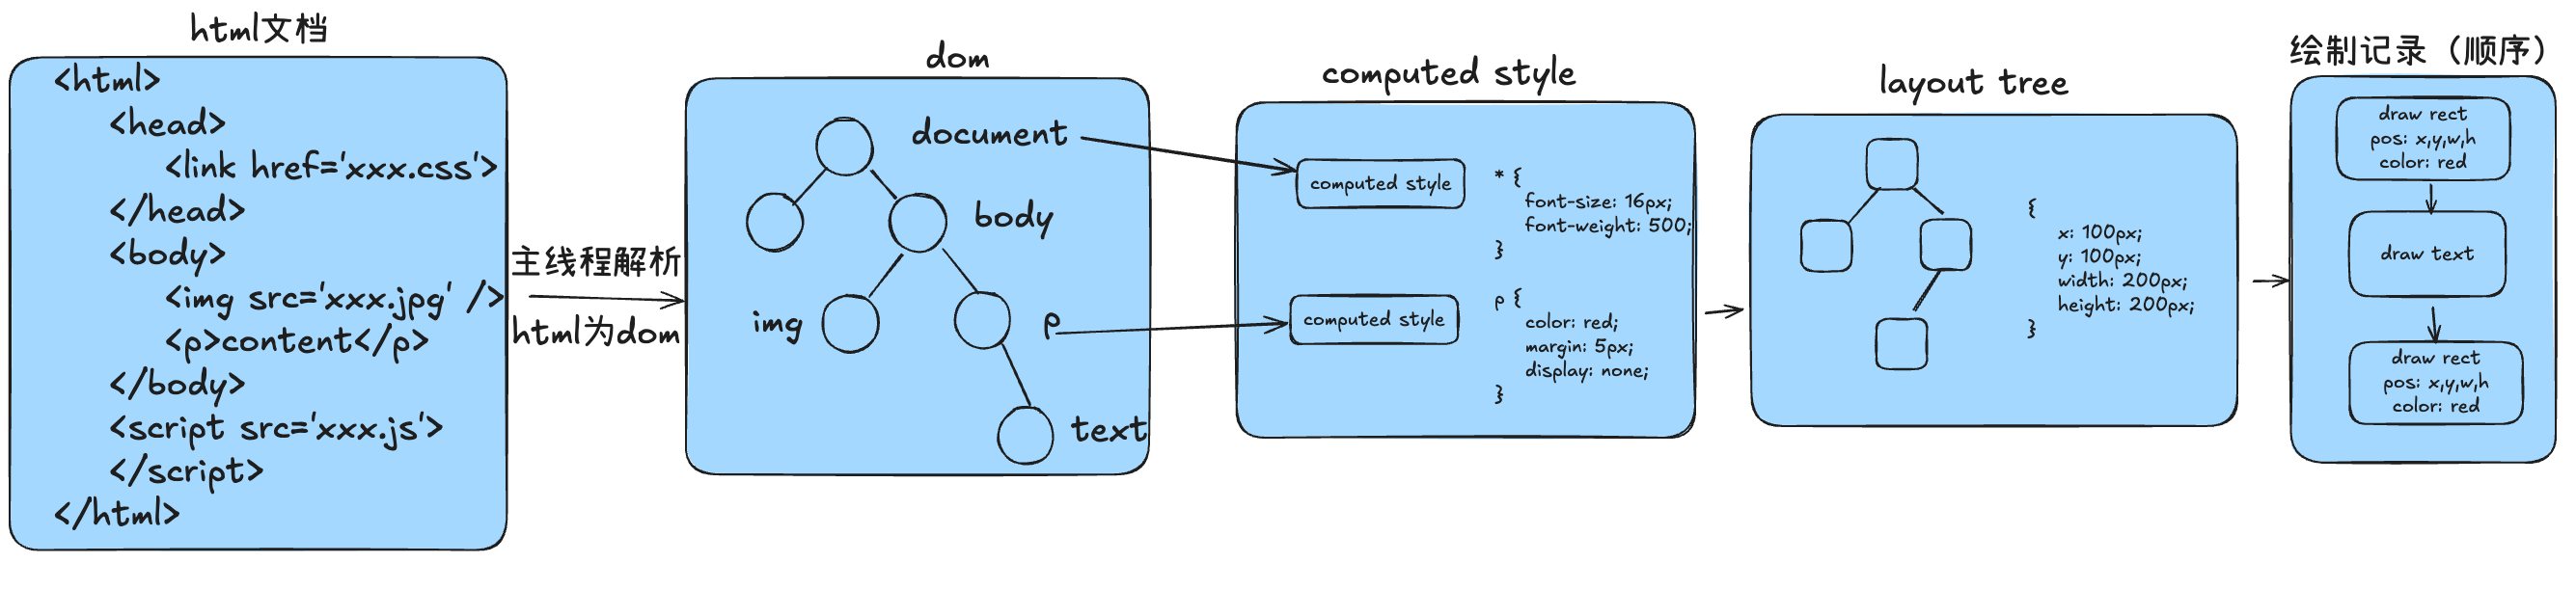 html文档
<html>
<head>
<link href='xxx.css'>
</head>
<body>
<img src='xxx.jpg' />
<p>content</p>
</body>
<script src='xxx.js'>
</script>
</html>
主线程解析
html为dom
dom
document
body
img
p
text
computed style
computed style
* {
font-size: 16px;
font-weight: 500;
}
computed style
p {
color: red;
margin: 5px;
display: none;
}
layout tree
{
x: 100px;
y: 100px;
width: 200px;
height: 200px;
}
绘制记录（顺序）
draw rect
pos: x,y,w,h
color: red
draw text
draw rect
pos: x,y,w,h
color: red